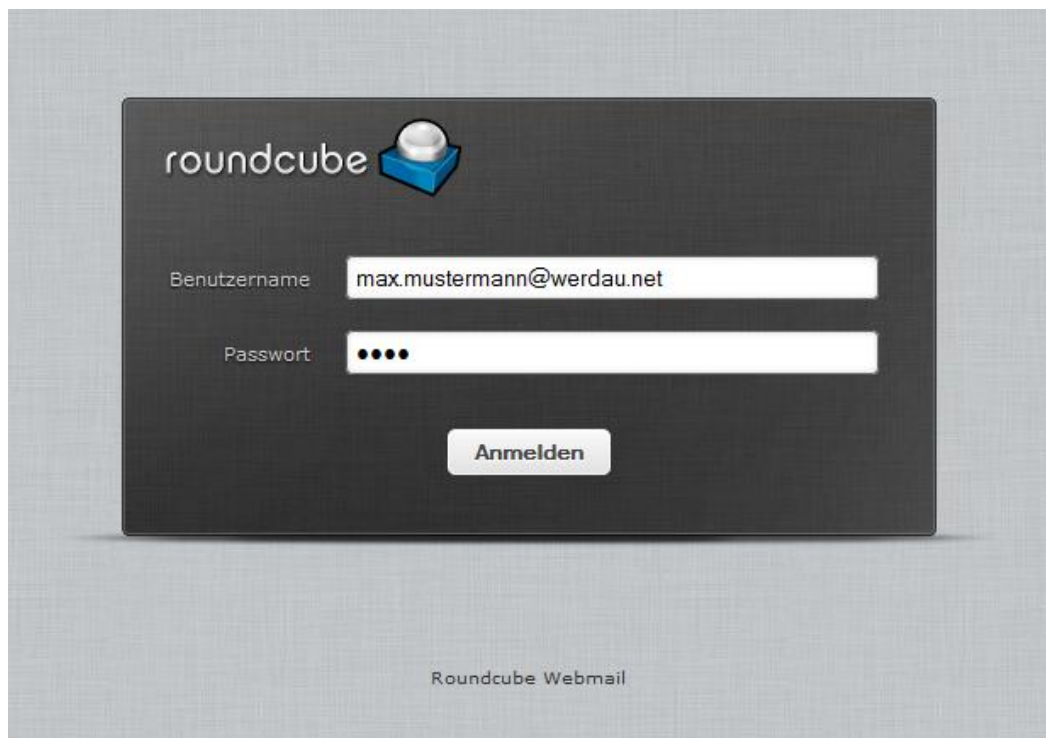 roundcube
Benutzername max.mustermann@werdau.net
Passwort ••••
Anmelden
Roundcube Webmail